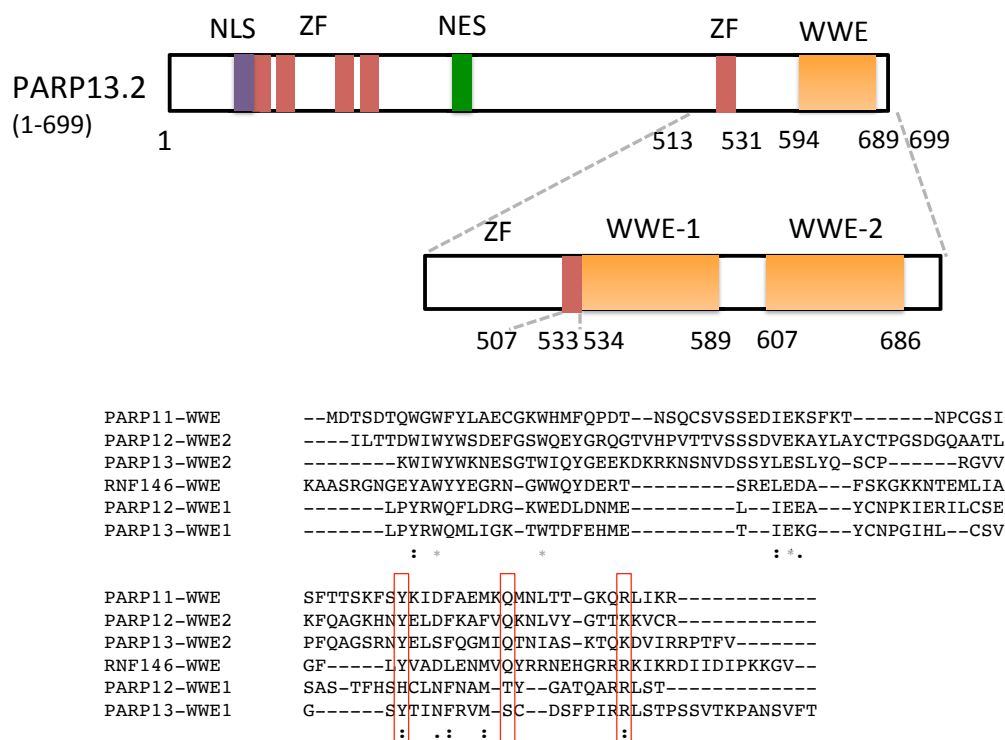 NLS ZF NES ZF WWE
PARP13.2
(1-699)
1 513 531 594 689 699
ZF WWE-1 WWE-2
507 533 534 589 607 686
PARP11-WWE --MDTSDTQWGWFYLAECGKWHMFQPDT--NSQCSVSSEDIEKSFKT-------NPCGSI
PARP12-WWE2 ----ILTTDWIWYWSDEFGSWQEYGRQGTVHPVTTVSSSDVEKAYLAYCTPGSDGQAATL
PARP13-WWE2 --------KWIWYWKNESGTWIQYGEEKDKRKNSNVDSSYLESLYQ-SCP------RGVV
RNF146-WWE KAASRGNGEYAWWYYEGRN-GWWQYDERT---------SRELEDA---FSKGKKNTEMLIA
PARP12-WWE1 -------LPYRWQFLDRG-KWEDLDNME---------L--IEEA---YCNPKIERILCSE
PARP13-WWE1 -------LPYRWQMLIGK-TWTDFEHME---------T--IEKG---YCNPGIHL--CSV
: * * :*.
PARP11-WWE SFTTSKFSYKIDFAEMKQMNLTT-GKQRLIKR------------
PARP12-WWE2 KFQAGKHNYELDFKAFVQKNLVY-GTTKKVCR------------
PARP13-WWE2 PFQAGSRNYELSFQGMIQTNIAS-KTQKDVIRRPTFV-------
RNF146-WWE GF------LYVADLENMVQYRRNEHGRRRKIKRDIIDIPKKGV--
PARP12-WWE1 SAS-TFHSHCLNFNAM-TY--GATQARRLST-------------
PARP13-WWE1 G------SYTINFRVM-SC--DSFPIRRLSTPSSVTKPANSVFT
: .: : :